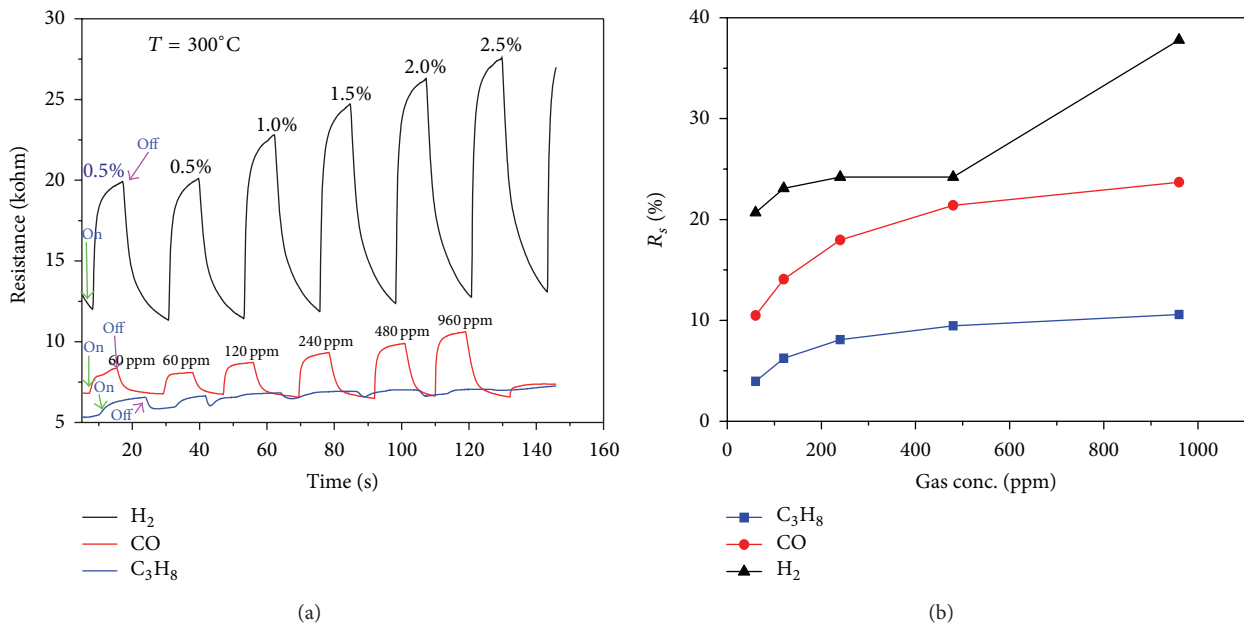 T = 300°C
0.5%
Off
0.5%
1.0%
1.5%
2.0%
2.5%
On
On
Off
60 ppm
60 ppm
120 ppm
240 ppm
480 ppm
960 ppm
On
Off
30
25
20
15
10
5
Resistance (kohm)
20
40
60
80
100
120
140
160
Time (s)
H₂
CO
C₃H₈
(a)
40
30
20
10
0
Rₛ (%)
0
200
400
600
800
1000
Gas conc. (ppm)
C₃H₈
CO
H₂
(b)